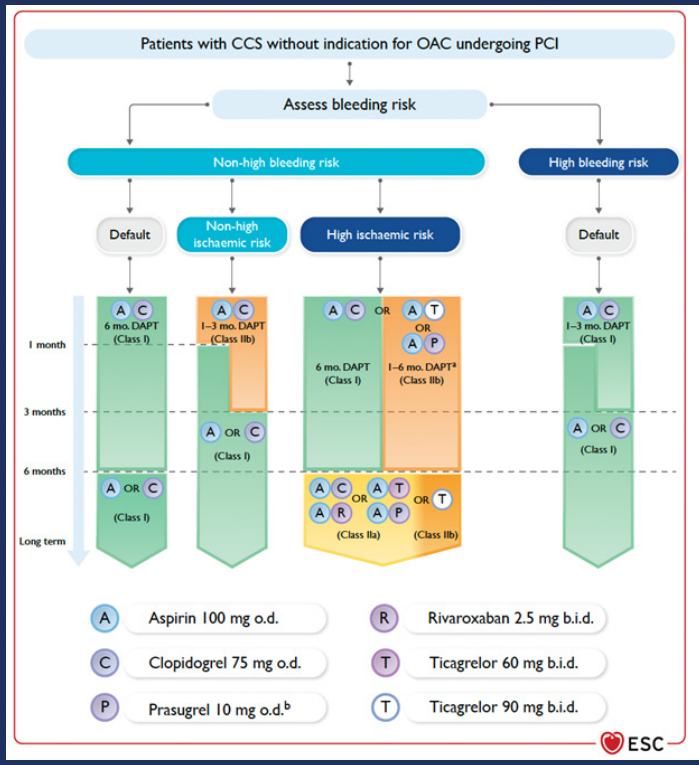 Patients with CCS without indication for OAC undergoing PCI
Assess bleeding risk
Non-high bleeding risk
High bleeding risk
Default
Non-high
ischaemic risk
High ischaemic risk
Default
A C
6 mo. DAPT
(Class I)
A C
1–3 mo. DAPT
(Class IIb)
A C OR A T
OR
A P
6 mo. DAPT
(Class I)
1–6 mo. DAPTᵃ
(Class IIb)
A C
1–3 mo. DAPT
(Class I)
1 month
3 months
A OR C
(Class I)
A OR C
(Class I)
6 months
A OR C
(Class I)
A C OR A T OR T
A R A P
(Class IIa) (Class IIb)
Long term
A Aspirin 100 mg o.d.
R Rivaroxaban 2.5 mg b.i.d.
C Clopidogrel 75 mg o.d.
T Ticagrelor 60 mg b.i.d.
P Prasugrel 10 mg o.d.ᵇ
T Ticagrelor 90 mg b.i.d.
ESC